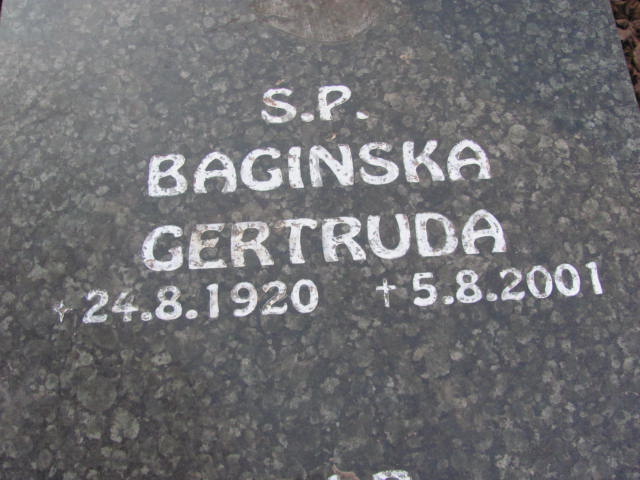 S.P.
BAGINSKA
GERTRUDA
* 24.8.1920 + 5.8.2001